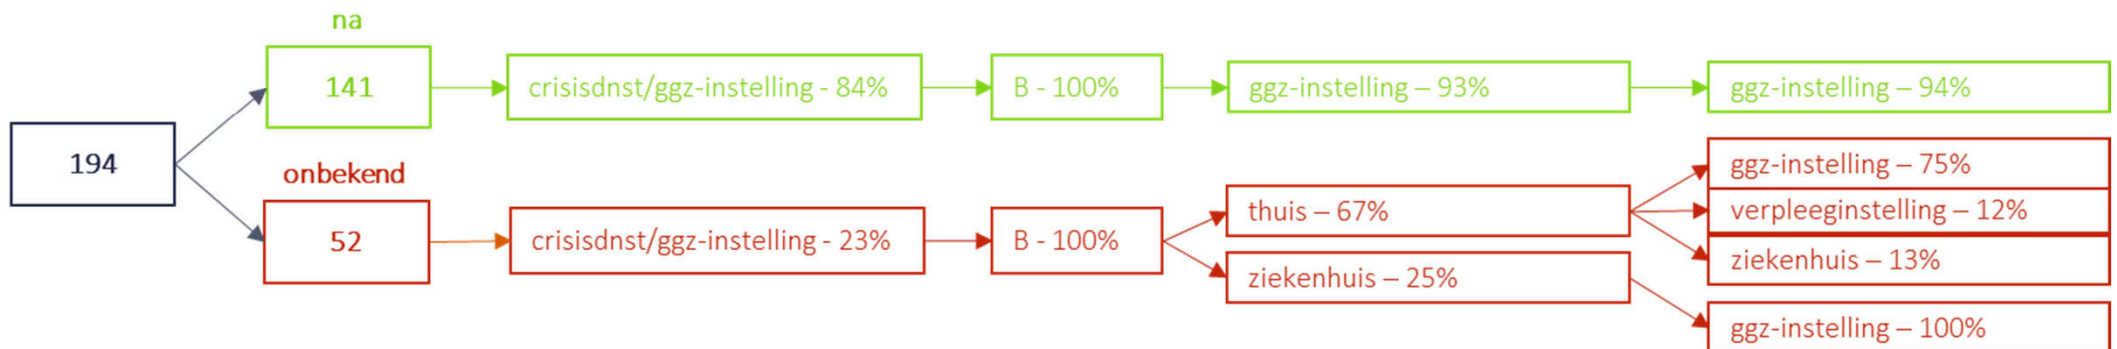 na
141
crisisdnst/ggz-instelling - 84%
B - 100%
ggz-instelling – 93%
ggz-instelling – 94%
194
onbekend
52
crisisdnst/ggz-instelling - 23%
B - 100%
thuis – 67%
ziekenhuis – 25%
ggz-instelling – 75%
verpleeginstelling – 12%
ziekenhuis – 13%
ggz-instelling – 100%